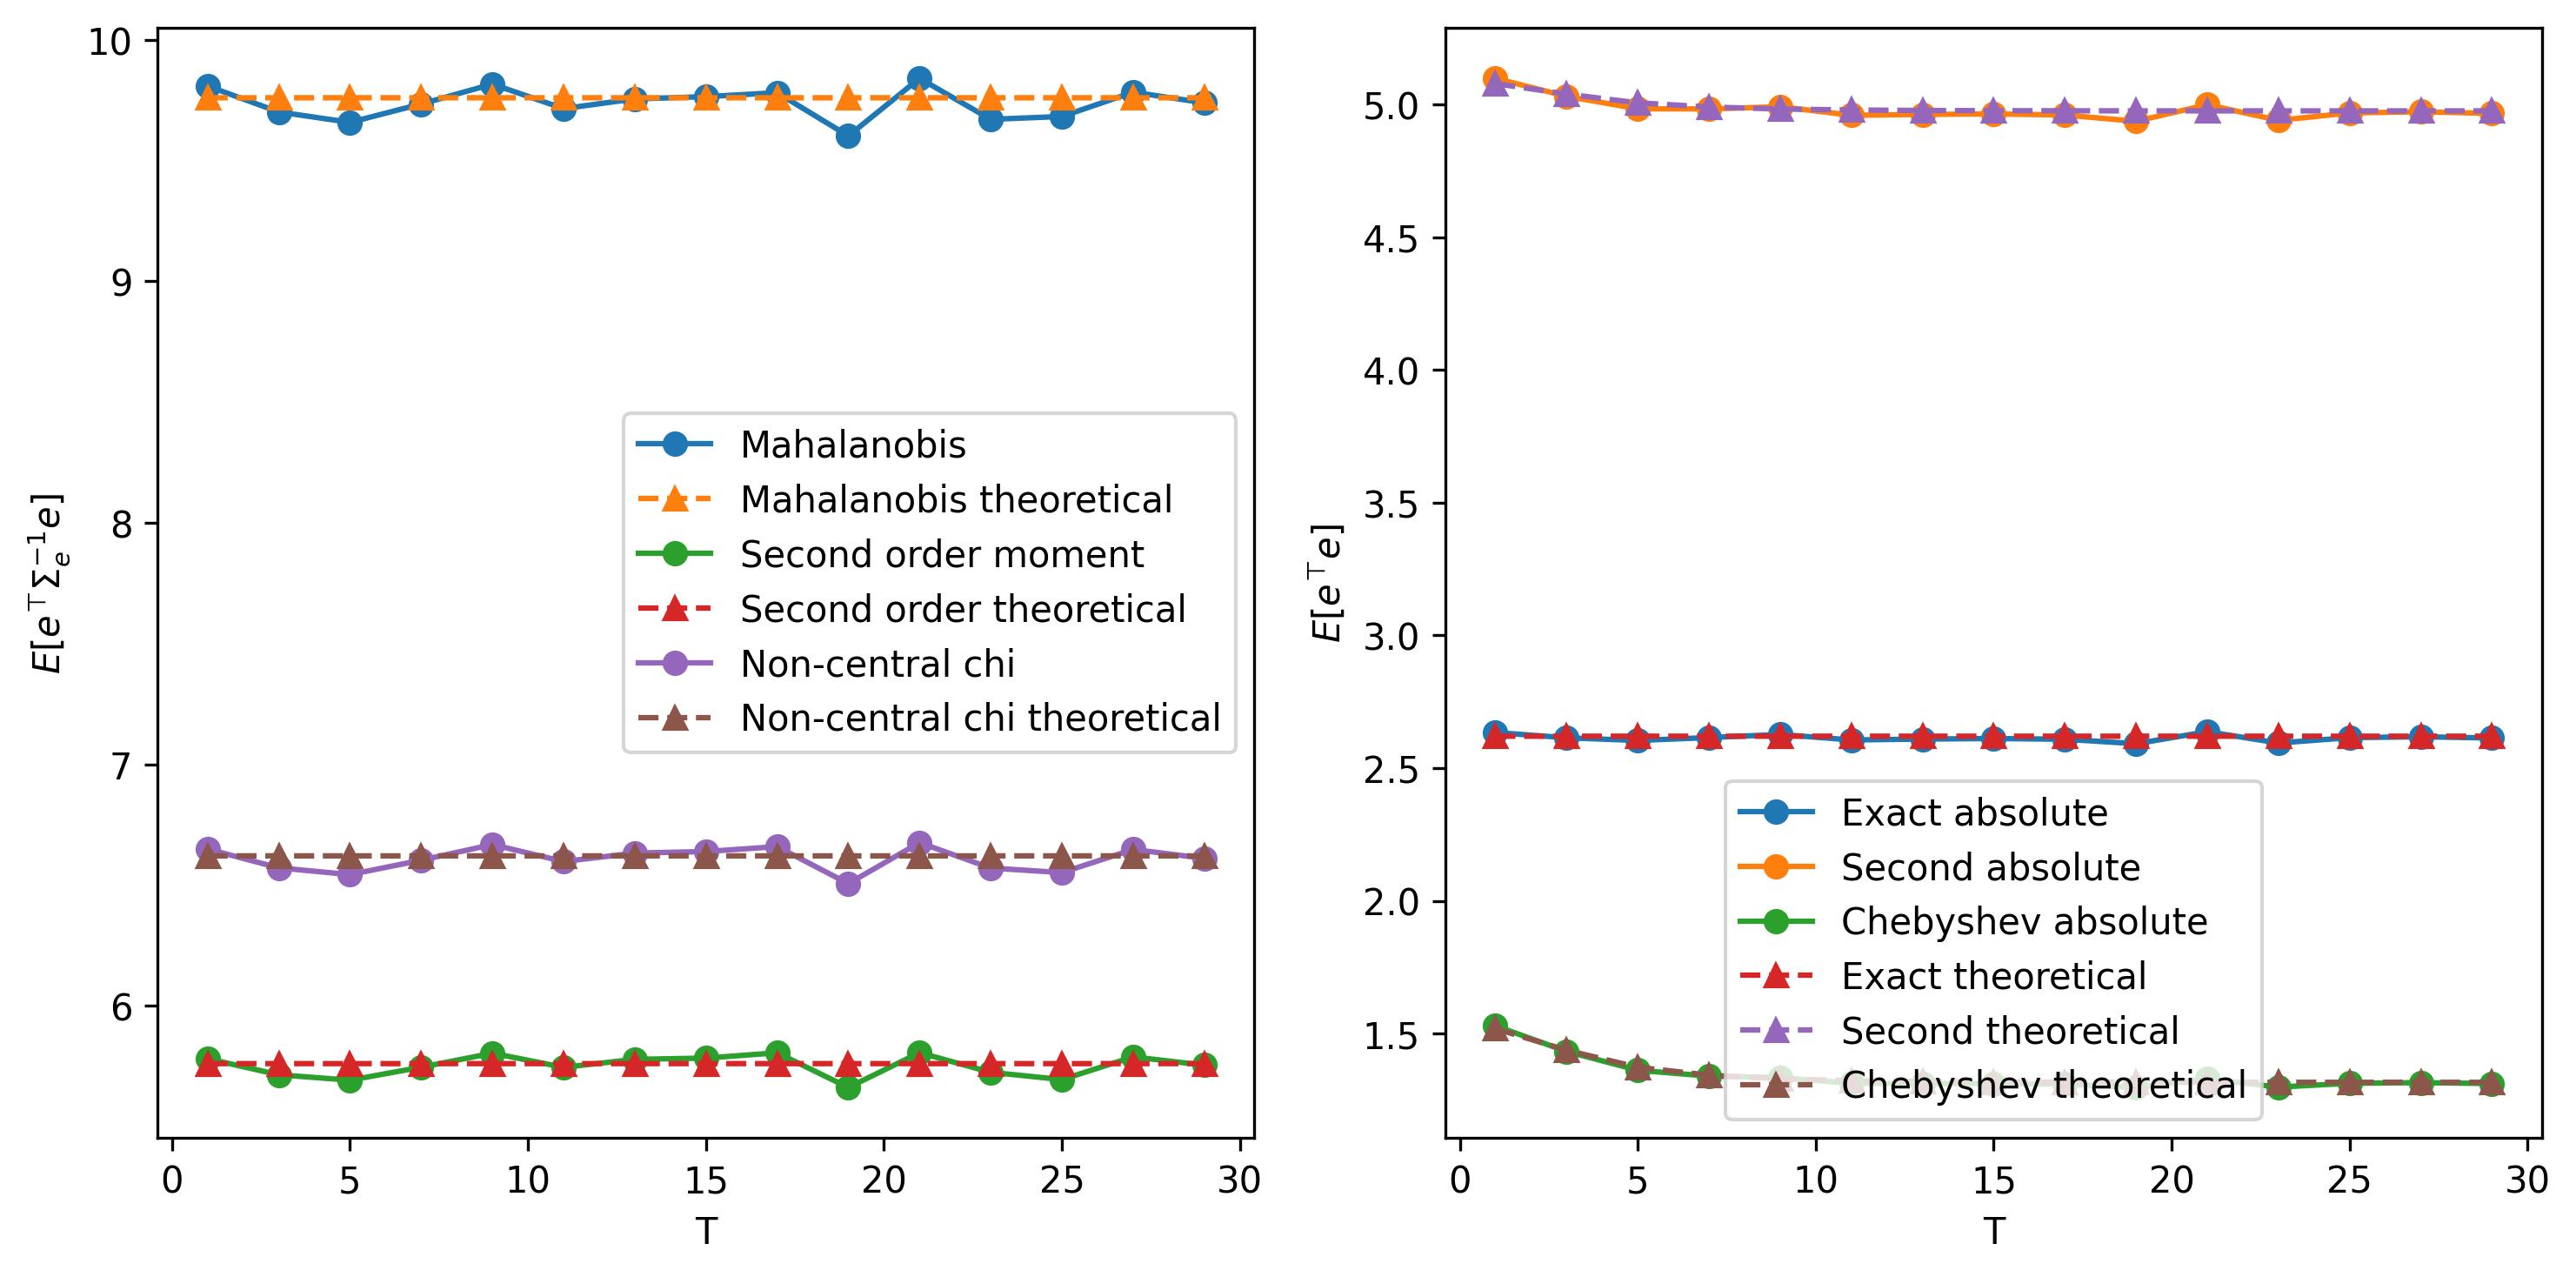 10
9
8
7
6
E[e⊤Σe−1e]
0 5 10 15 20 25 30
T
Mahalanobis
Mahalanobis theoretical
Second order moment
Second order theoretical
Non-central chi
Non-central chi theoretical
5.0
4.5
4.0
3.5
3.0
2.5
2.0
1.5
E[e⊤e]
0 5 10 15 20 25 30
T
Exact absolute
Second absolute
Chebyshev absolute
Exact theoretical
Second theoretical
Chebyshev theoretical